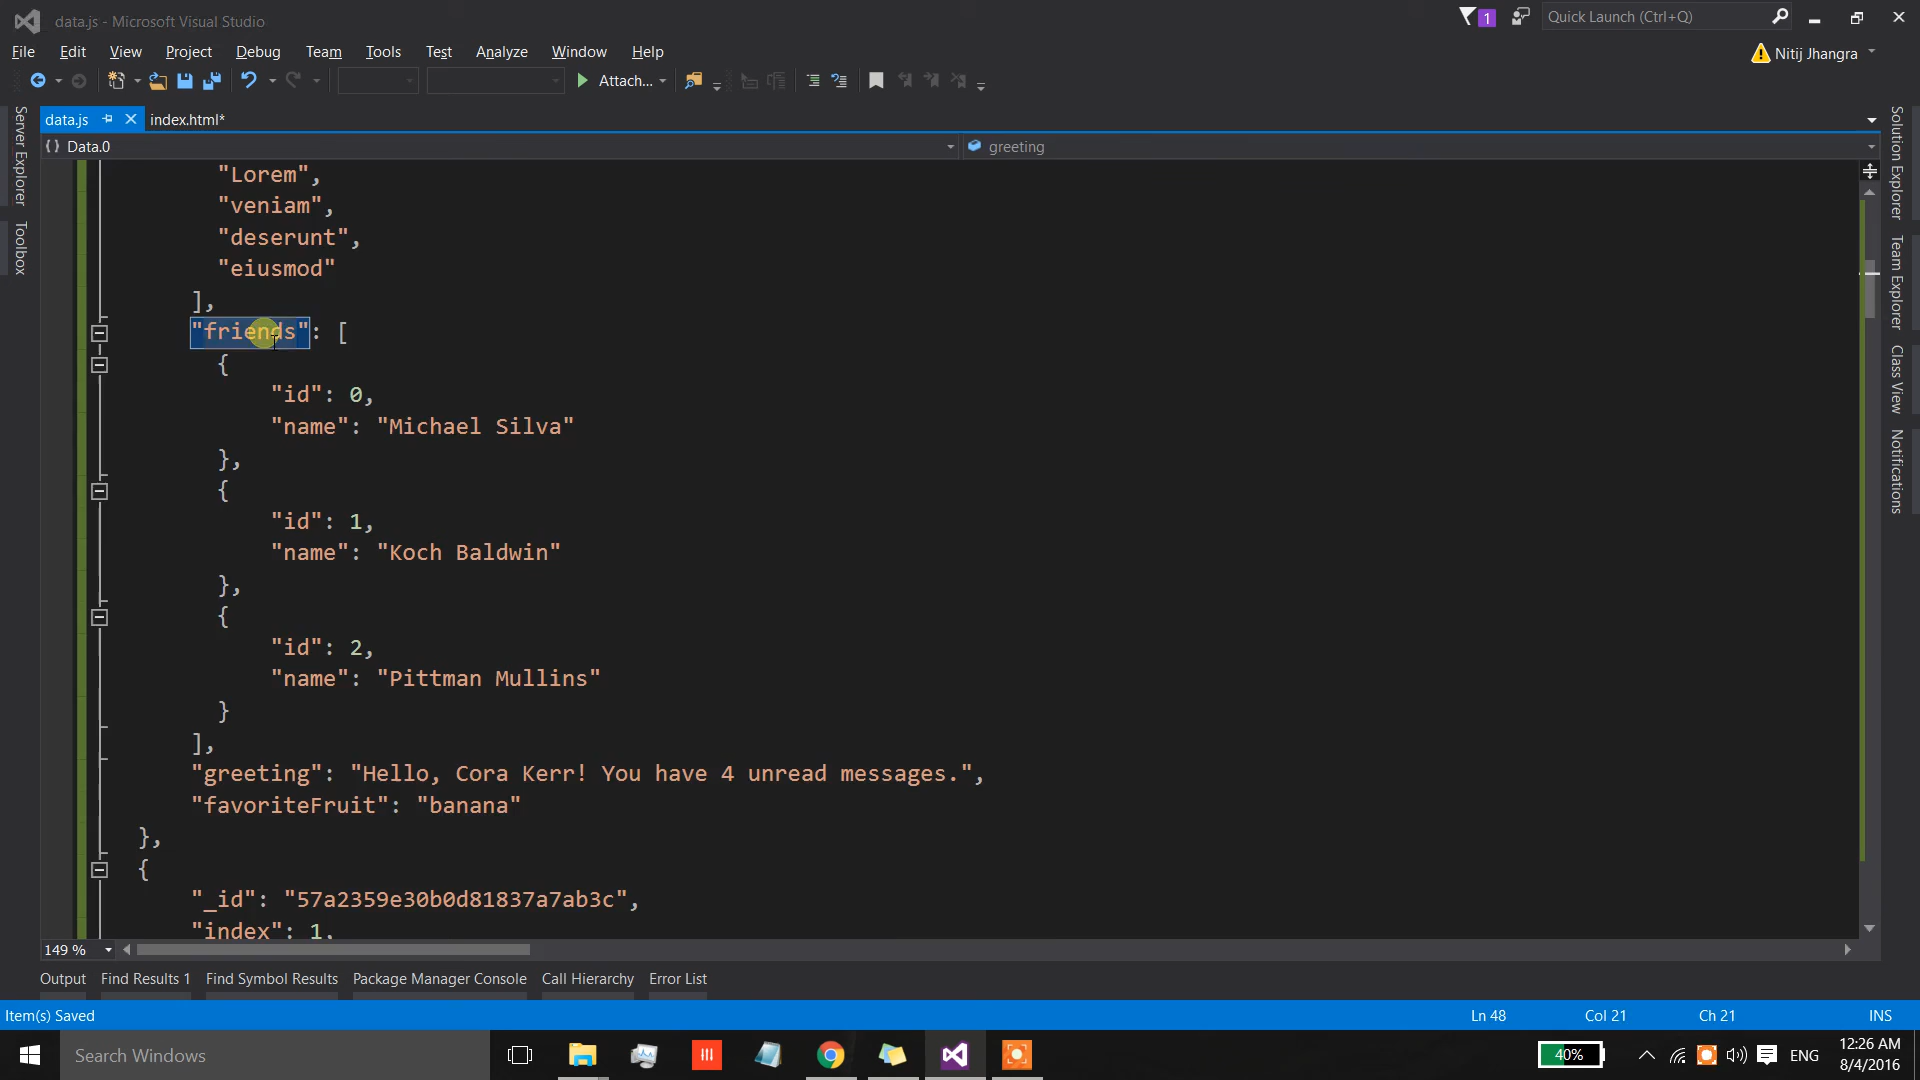 data.js - Microsoft Visual Studio
1
Quick Launch (Ctrl+Q)
File Edit View Project Debug Team Tools Test Analyze Window Help
Nitij Jhangra
Attach...
data.js
index.html*
Data.0
greeting
Server Explorer
Toolbox
Solution Explorer
Team Explorer
Class View
Notifications
"Lorem",
"veniam",
"deserunt",
"eiusmod"
],
"friends": [
{
"id": 0,
"name": "Michael Silva"
},
{
"id": 1,
"name": "Koch Baldwin"
},
{
"id": 2,
"name": "Pittman Mullins"
}
],
"greeting": "Hello, Cora Kerr! You have 4 unread messages.",
"favoriteFruit": "banana"
},
{
"_id": "57a2359e30b0d81837a7ab3c",
"index": 1,
149 %
Output Find Results 1 Find Symbol Results Package Manager Console Call Hierarchy Error List
Item(s) Saved Ln 48 Col 21 Ch 21 INS
Search Windows
40%
ENG
12:26 AM
8/4/2016